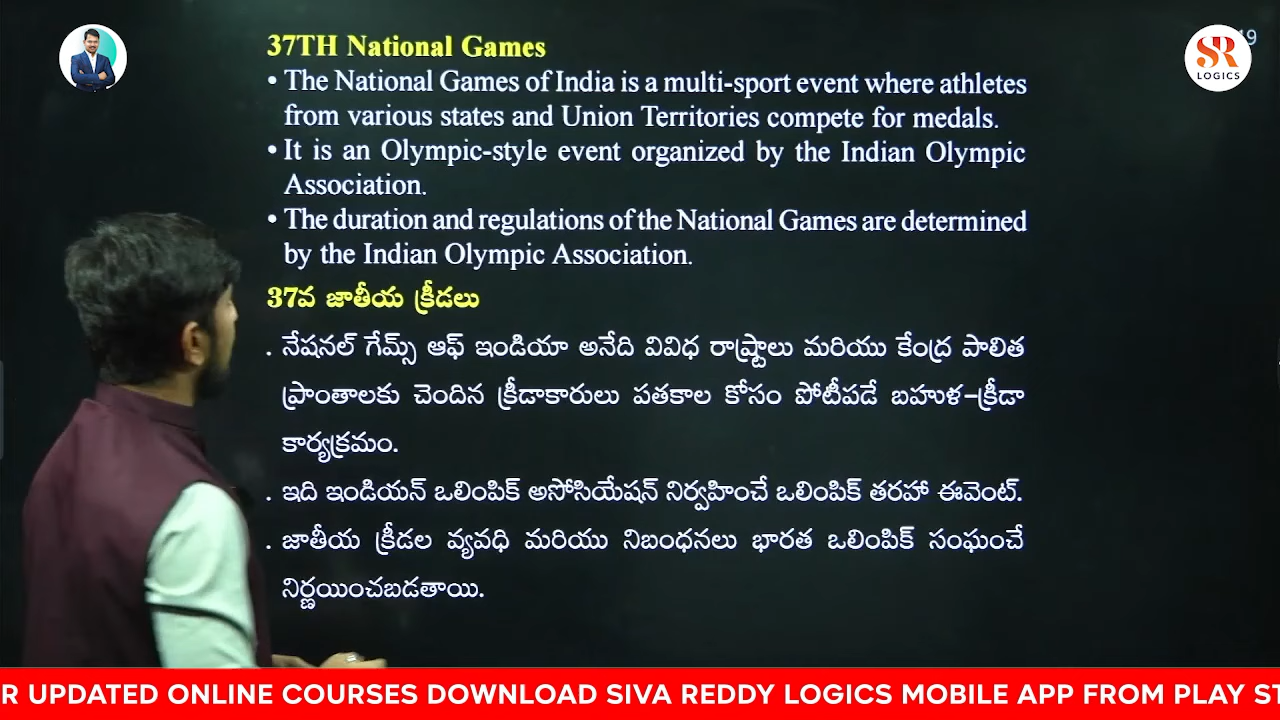 37TH National Games
• The National Games of India is a multi-sport event where athletes
from various states and Union Territories compete for medals.
• It is an Olympic-style event organized by the Indian Olympic
Association.
• The duration and regulations of the National Games are determined
by the Indian Olympic Association.
37వ జాతీయ క్రీడలు
. నేషనల్ గేమ్స్ ఆఫ్ ఇండియా అనేది వివిధ రాష్ట్రాలు మరియు కేంద్ర పాలిత
ప్రాంతాలకు చెందిన క్రీడాకారులు పతకాల కోసం పోటీపడే బహుళ-క్రీడా
కార్యక్రమం.
. ఇది ఇండియన్ ఒలింపిక్ అసోసియేషన్ నిర్వహించే ఒలింపిక్ తరహా ఈవెంట్.
. జాతీయ క్రీడల వ్యవధి మరియు నిబంధనలు భారత ఒలింపిక్ సంఘంచే
నిర్ణయించబడతాయి.
SR
LOGICS
R UPDATED ONLINE COURSES DOWNLOAD SIVA REDDY LOGICS MOBILE APP FROM PLAY ST